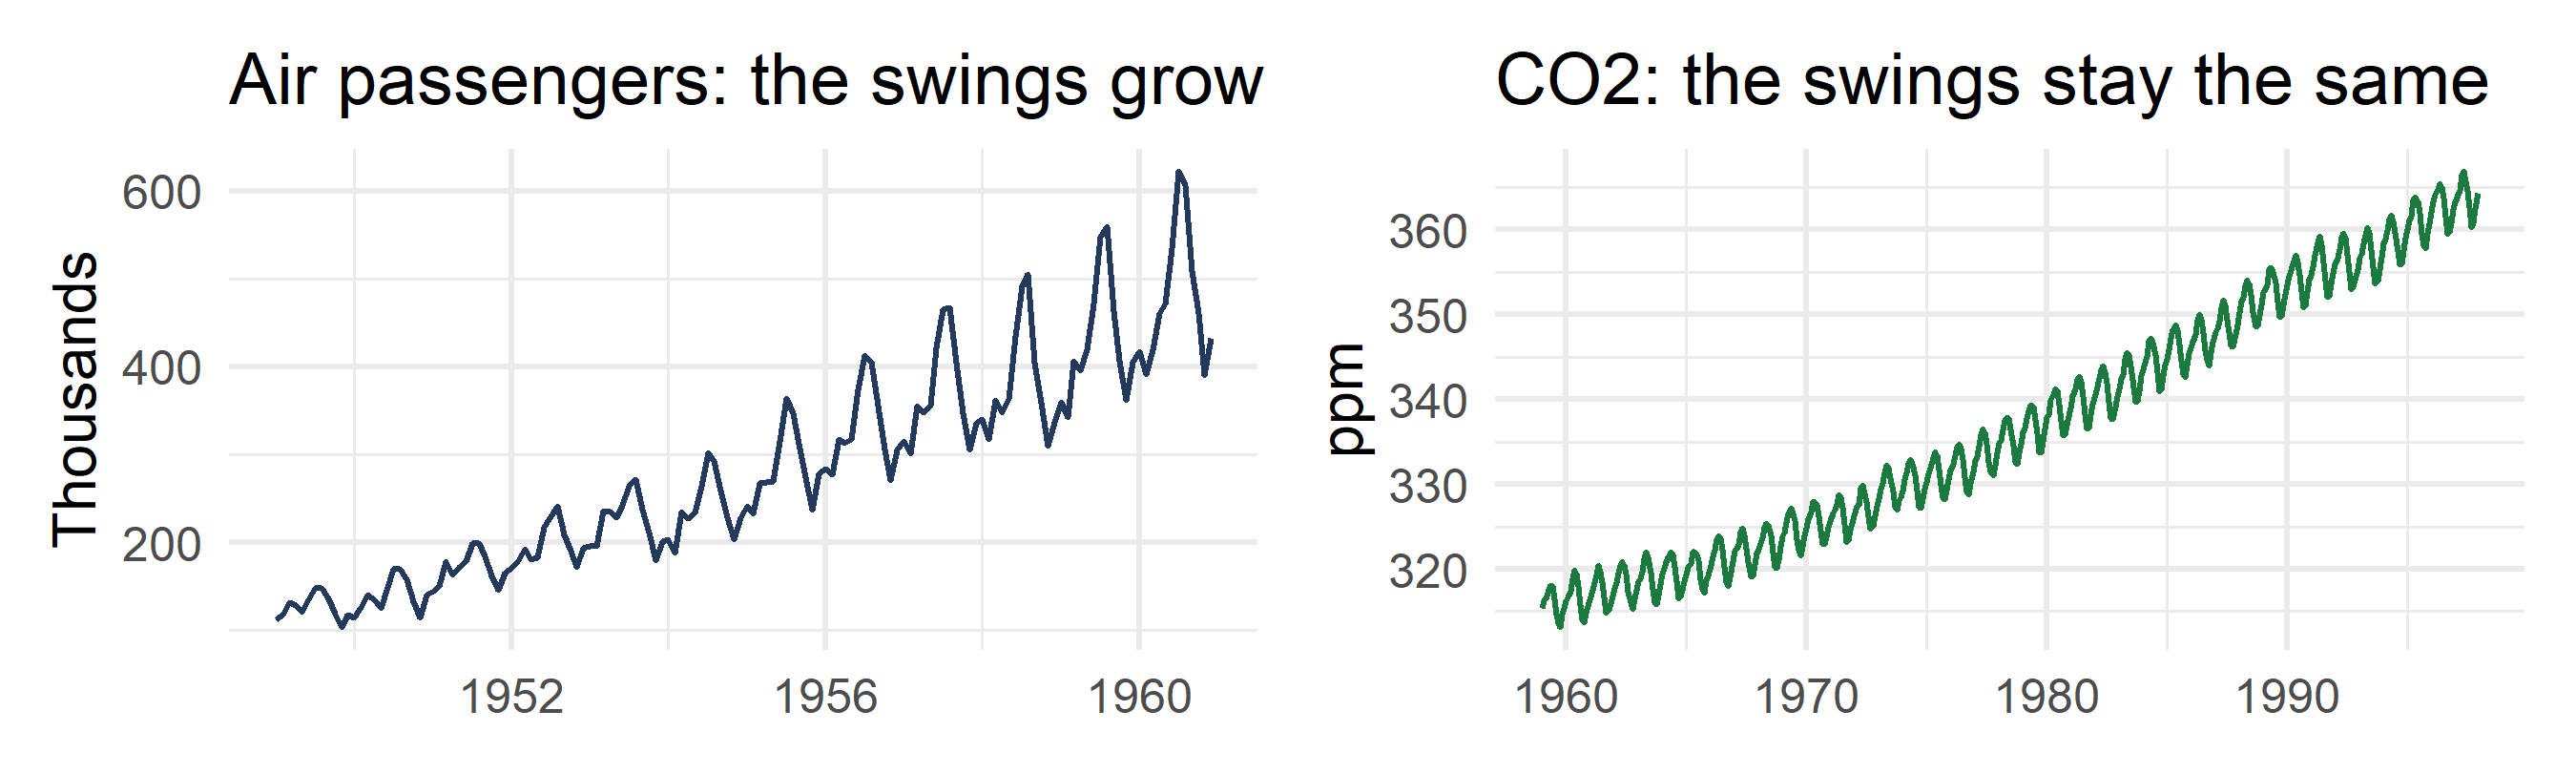 Air passengers: the swings grow
Thousands
600
400
200
1952 1956 1960
CO2: the swings stay the same
ppm
360
350
340
330
320
1960 1970 1980 1990